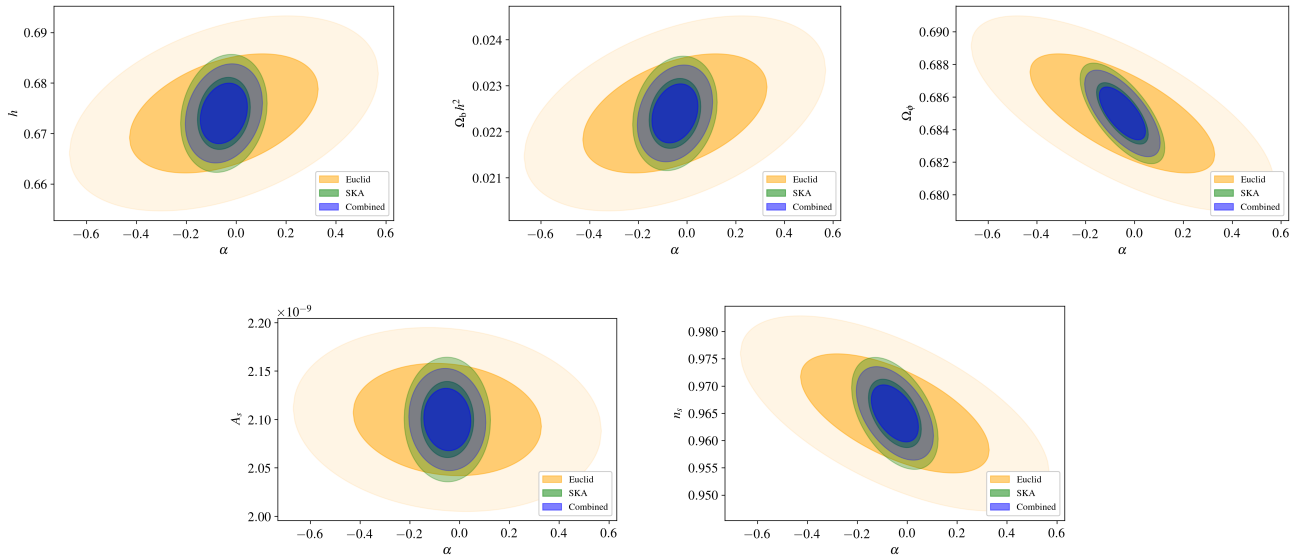 h
0.69
0.68
0.67
0.66
−0.6 −0.4 −0.2 0.0 0.2 0.4 0.6
α
Euclid
SKA
Combined
Ω_b h²
0.024
0.023
0.022
0.021
−0.6 −0.4 −0.2 0.0 0.2 0.4 0.6
α
Euclid
SKA
Combined
Ω_ϕ
0.690
0.688
0.686
0.684
0.682
0.680
−0.6 −0.4 −0.2 0.0 0.2 0.4 0.6
α
Euclid
SKA
Combined
×10⁻⁹
A_s
2.20
2.15
2.10
2.05
2.00
−0.6 −0.4 −0.2 0.0 0.2 0.4 0.6
α
Euclid
SKA
Combined
n_s
0.980
0.975
0.970
0.965
0.960
0.955
0.950
−0.6 −0.4 −0.2 0.0 0.2 0.4 0.6
α
Euclid
SKA
Combined